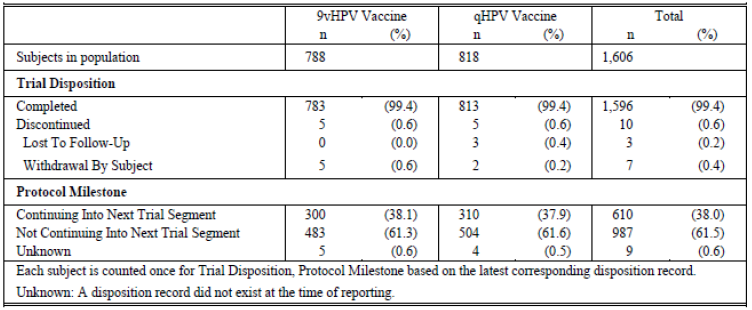 9vHPV Vaccine qHPV Vaccine Total
n (%) n (%) n (%)
Subjects in population 788 818 1,606
Trial Disposition
Completed 783 (99.4) 813 (99.4) 1,596 (99.4)
Discontinued 5 (0.6) 5 (0.6) 10 (0.6)
Lost To Follow-Up 0 (0.0) 3 (0.4) 3 (0.2)
Withdrawal By Subject 5 (0.6) 2 (0.2) 7 (0.4)
Protocol Milestone
Continuing Into Next Trial Segment 300 (38.1) 310 (37.9) 610 (38.0)
Not Continuing Into Next Trial Segment 483 (61.3) 504 (61.6) 987 (61.5)
Unknown 5 (0.6) 4 (0.5) 9 (0.6)
Each subject is counted once for Trial Disposition, Protocol Milestone based on the latest corresponding disposition record.
Unknown: A disposition record did not exist at the time of reporting.